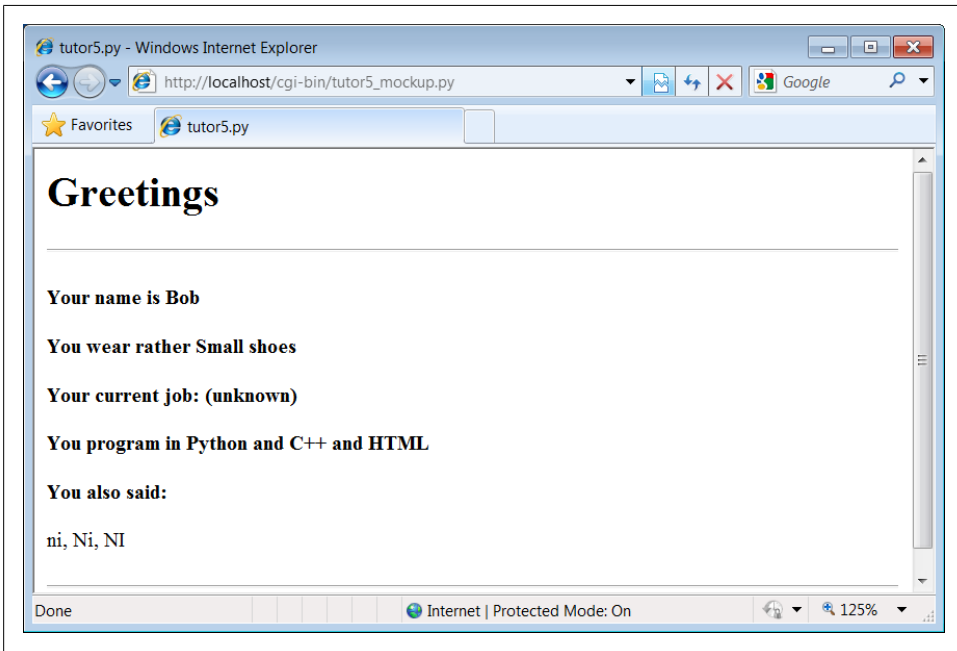 tutor5.py - Windows Internet Explorer
http://localhost/cgi-bin/tutor5_mockup.py
Google
Favorites
tutor5.py
Greetings
Your name is Bob
You wear rather Small shoes
Your current job: (unknown)
You program in Python and C++ and HTML
You also said:
ni, Ni, NI
Done
Internet | Protected Mode: On
125%